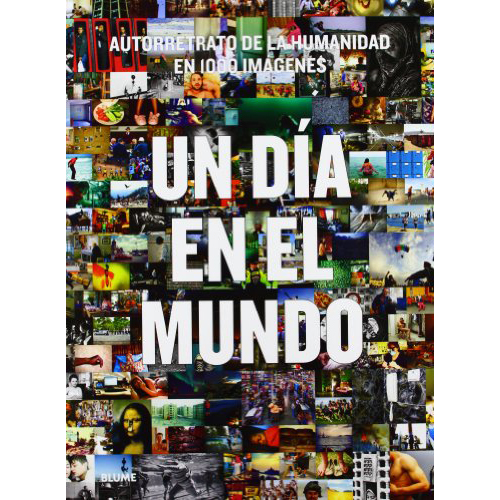 AUTORRETRATO DE LA HUMANIDAD
EN 1000 IMÁGENES
UN DÍA
EN EL
MUNDO
BLUME